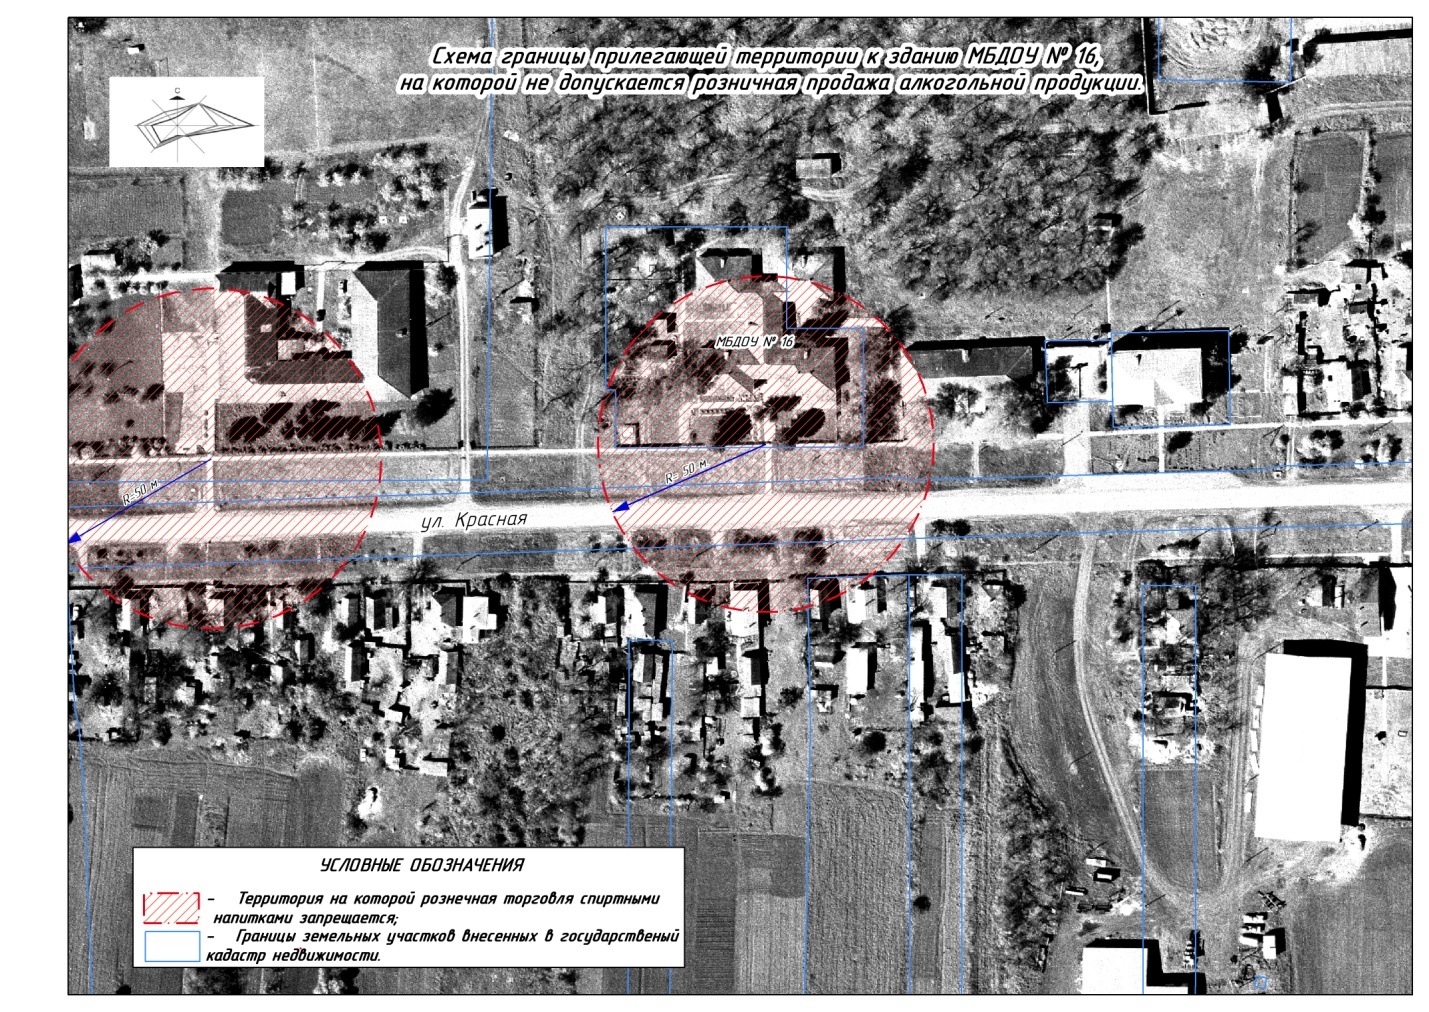 Схема границы прилегающей территории к зданию МБДОУ № 16,
на которой не допускается розничная продажа алкогольной продукции.
С
МБДОУ № 16
R=50 м
R= 50 м
ул. Красная
УСЛОВНЫЕ ОБОЗНАЧЕНИЯ
- Территория на которой рознечная торговля спиртными
напитками запрещается;
- Границы земельных участков внесенных в государственый
кадастр недвижимости.